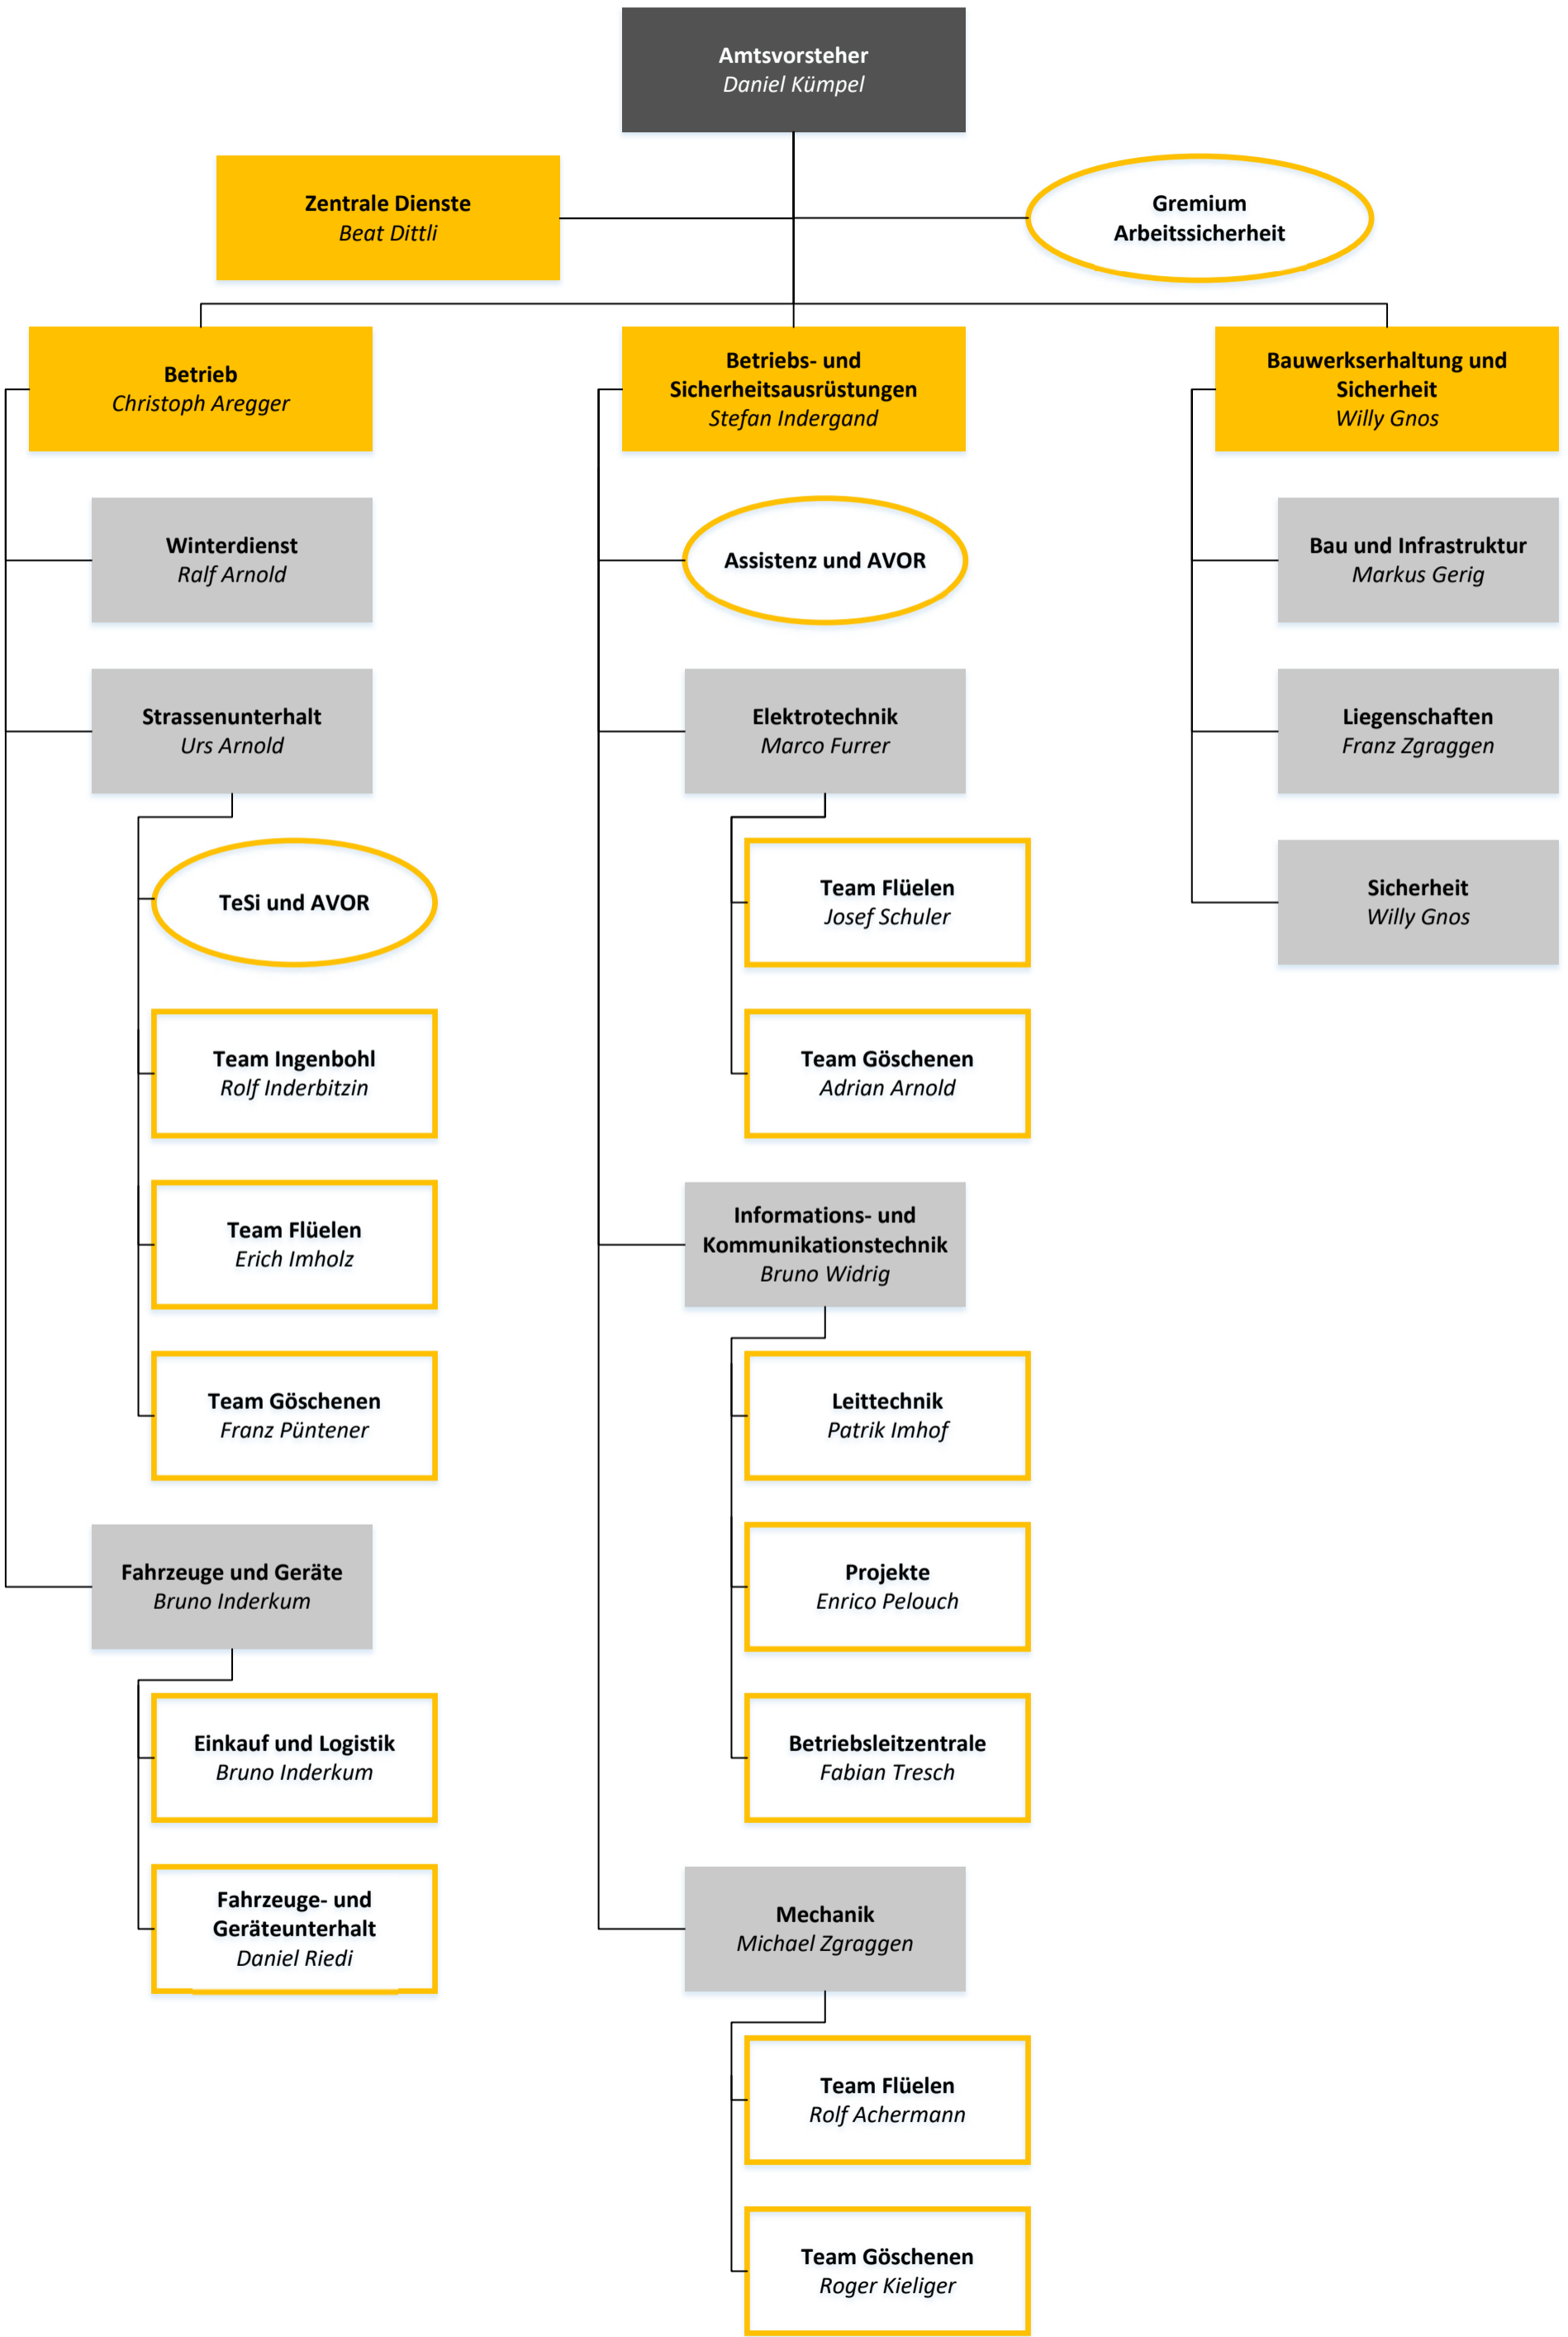 Amtsvorsteher
Daniel Kümpel
Zentrale Dienste
Beat Dittli
Gremium
Arbeitssicherheit
Betrieb
Christoph Aregger
Winterdienst
Ralf Arnold
Strassenunterhalt
Urs Arnold
TeSi und AVOR
Team Ingenbohl
Rolf Inderbitzin
Team Flüelen
Erich Imholz
Team Göschenen
Franz Püntener
Fahrzeuge und Geräte
Bruno Inderkum
Einkauf und Logistik
Bruno Inderkum
Fahrzeuge- und
Geräteunterhalt
Daniel Riedi
Betriebs- und
Sicherheitsausrüstungen
Stefan Indergand
Assistenz und AVOR
Elektrotechnik
Marco Furrer
Team Flüelen
Josef Schuler
Team Göschenen
Adrian Arnold
Informations- und
Kommunikationstechnik
Bruno Widrig
Leittechnik
Patrik Imhof
Projekte
Enrico Pelouch
Betriebsleitzentrale
Fabian Tresch
Mechanik
Michael Zgraggen
Team Flüelen
Rolf Achermann
Team Göschenen
Roger Kieliger
Bauwerkserhaltung und
Sicherheit
Willy Gnos
Bau und Infrastruktur
Markus Gerig
Liegenschaften
Franz Zgraggen
Sicherheit
Willy Gnos